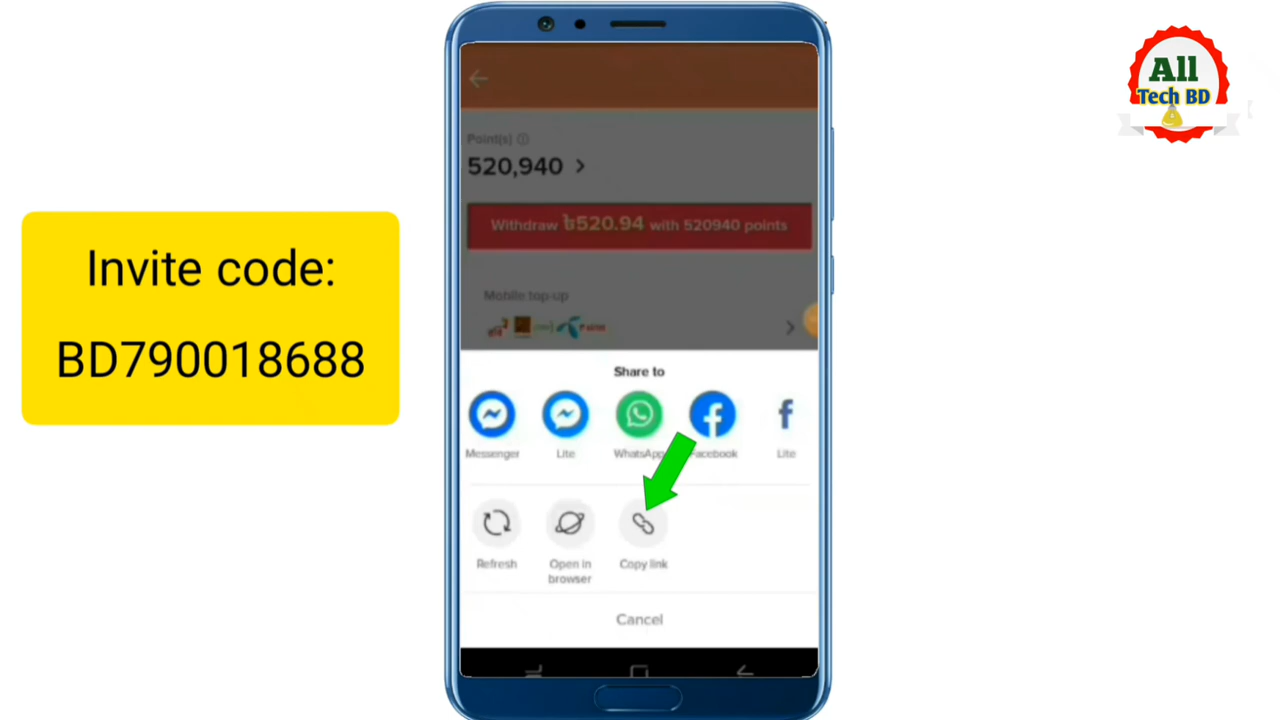 All
Tech BD
Invite code:
BD790018688
Point(s)
520,940
Withdraw ৳520.94 with 520940 points
Mobile top-up
Share to
Messenger
Lite
WhatsApp
Facebook
Lite
Refresh
Open in
browser
Copy link
Cancel